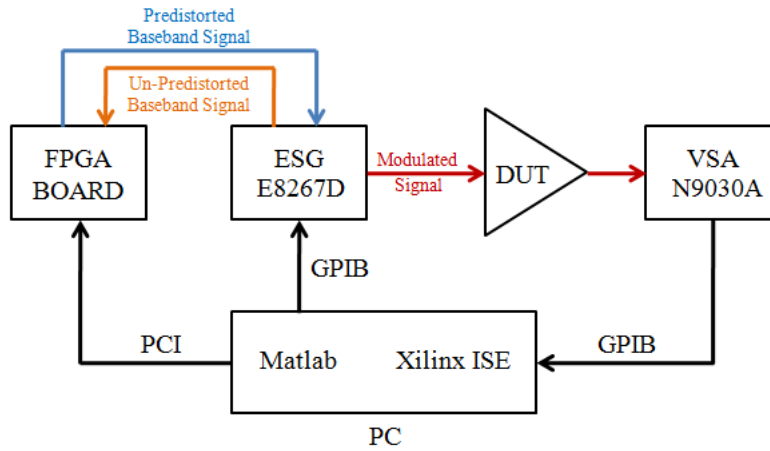 Predistorted
Baseband Signal
Un-Predistorted
Baseband Signal
FPGA
BOARD
ESG
E8267D
Modulated
Signal
DUT
VSA
N9030A
GPIB
PCI
GPIB
Matlab
Xilinx ISE
PC